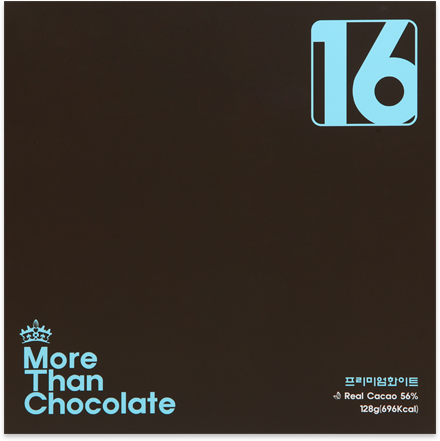 16
More
Than
Chocolate
프리미엄화이트
Real Cacao 56%
128g(696Kcal)